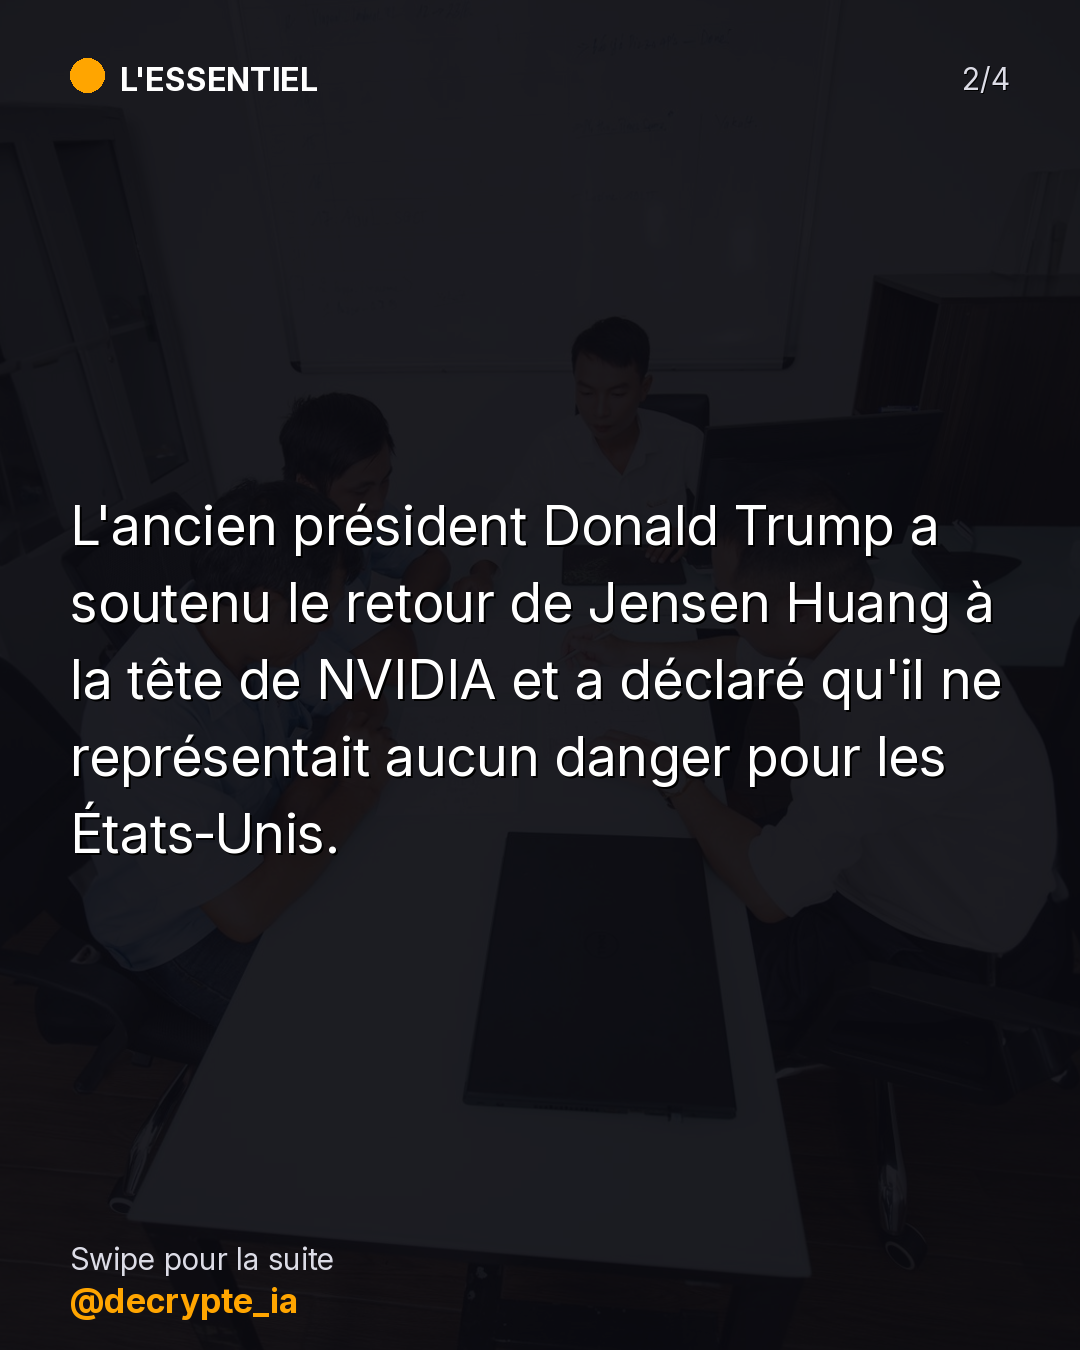 L'ESSENTIEL
2/4
L'ancien président Donald Trump a
soutenu le retour de Jensen Huang à
la tête de NVIDIA et a déclaré qu'il ne
représentait aucun danger pour les
États-Unis.
Swipe pour la suite
@decrypte_ia